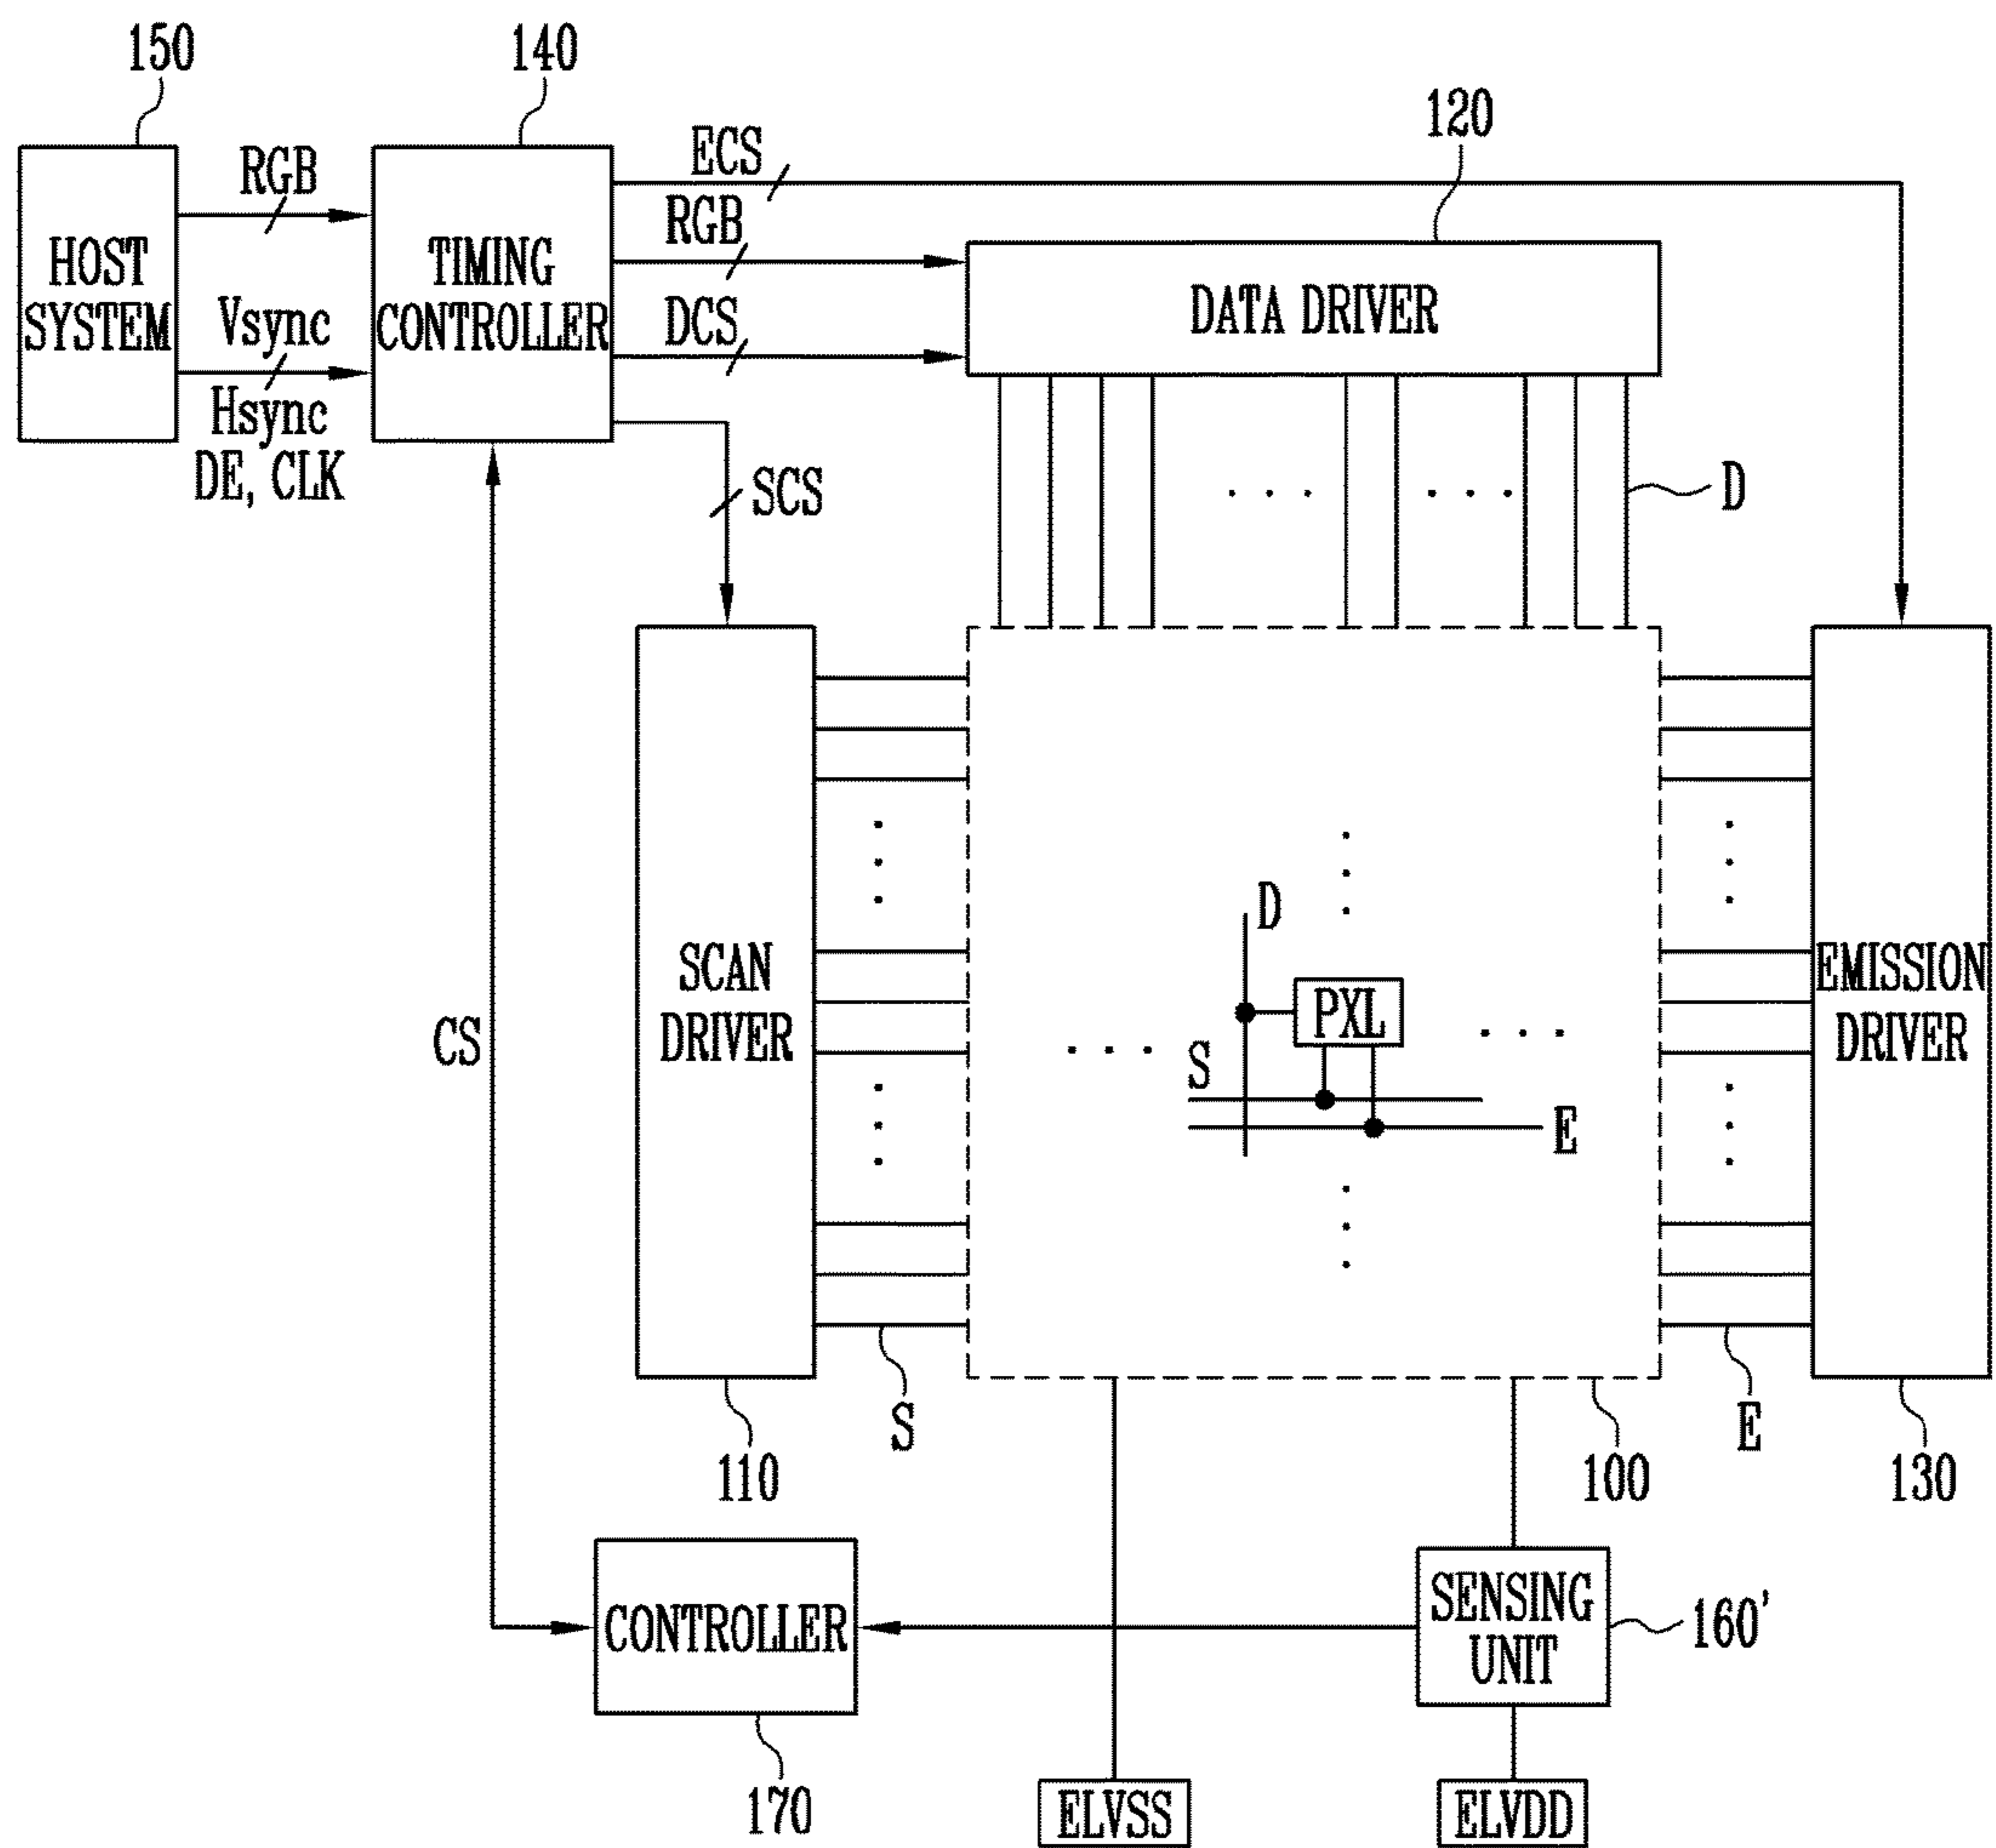 150
140
120
ECS
RGB
RGB
HOST
SYSTEM
TIMING
CONTROLLER
DATA DRIVER
Vsync
DCS
Hsync
DE, CLK
SCS
D
D
SCAN
DRIVER
PXL
EMISSION
DRIVER
CS
S
E
S
E
110
100
130
CONTROLLER
SENSING
UNIT
160'
170
ELVSS
ELVDD